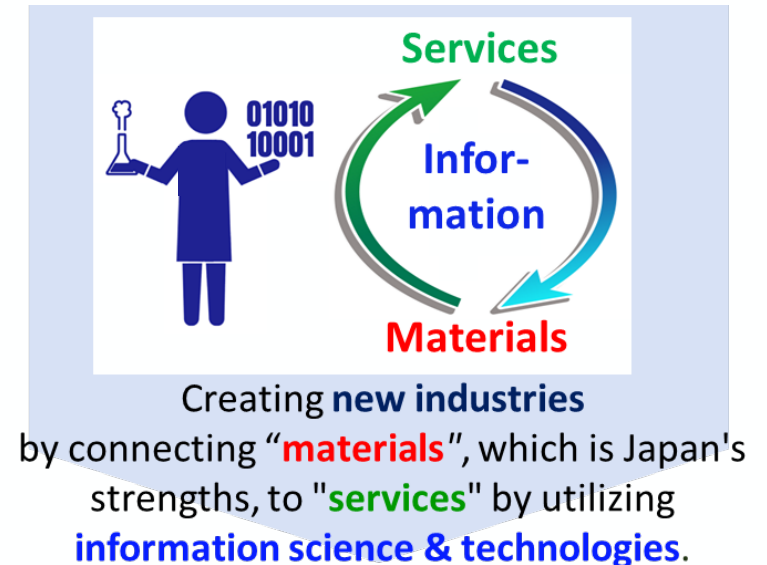 Services
01010
10001
Infor-
mation
Materials
Creating new industries
by connecting “materials”, which is Japan's
strengths, to "services" by utilizing
information science & technologies.